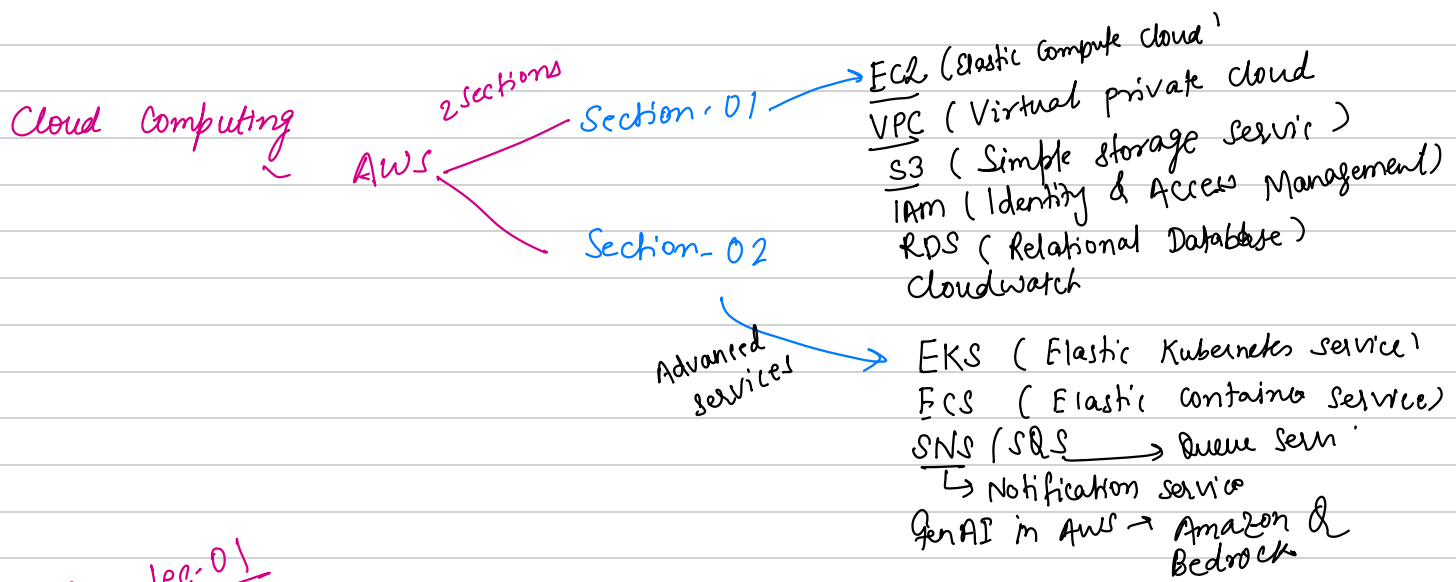 Cloud Computing
AWS
2 sections
Section-01
EC2 (Elastic Compute Cloud)
VPC (Virtual private cloud
S3 (Simple Storage Servic)
IAM (Identity & Access Management)
RDS (Relational Database)
Cloudwatch
Section-02
Advanced
services
EKS (Elastic Kubernetes service)
ECS (Elastic container Service)
SNS / SQS → Queue Serv
↳ Notification service
GenAI in AWS → Amazon Q
Bedrock
lec-01